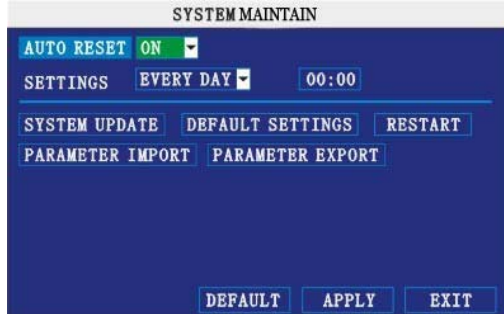 SYSTEM MAINTAIN
AUTO RESET ON
SETTINGS EVERY DAY 00:00
SYSTEM UPDATE DEFAULT SETTINGS RESTART
PARAMETER IMPORT PARAMETER EXPORT
DEFAULT APPLY EXIT